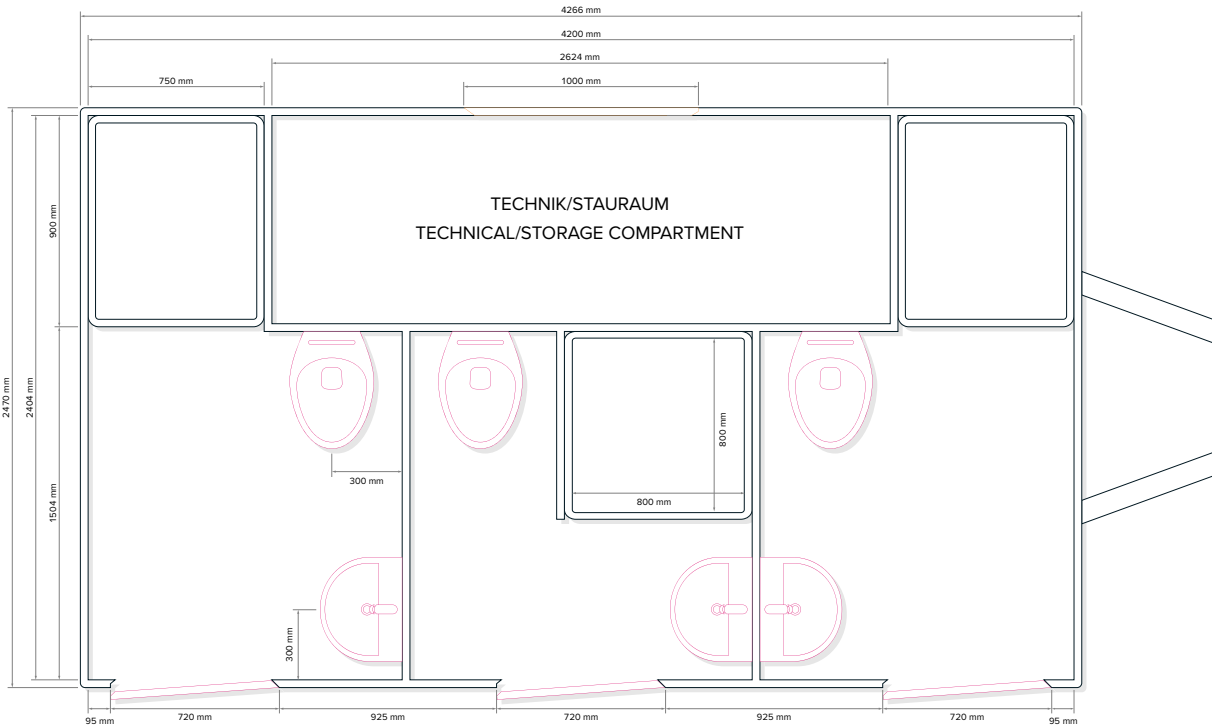 4266 mm
4200 mm
2624 mm
750 mm
1000 mm
TECHNIK/STAURAUM
TECHNICAL/STORAGE COMPARTMENT
900 mm
2470 mm
2404 mm
1504 mm
800 mm
800 mm
300 mm
300 mm
95 mm
720 mm
925 mm
720 mm
925 mm
720 mm
95 mm